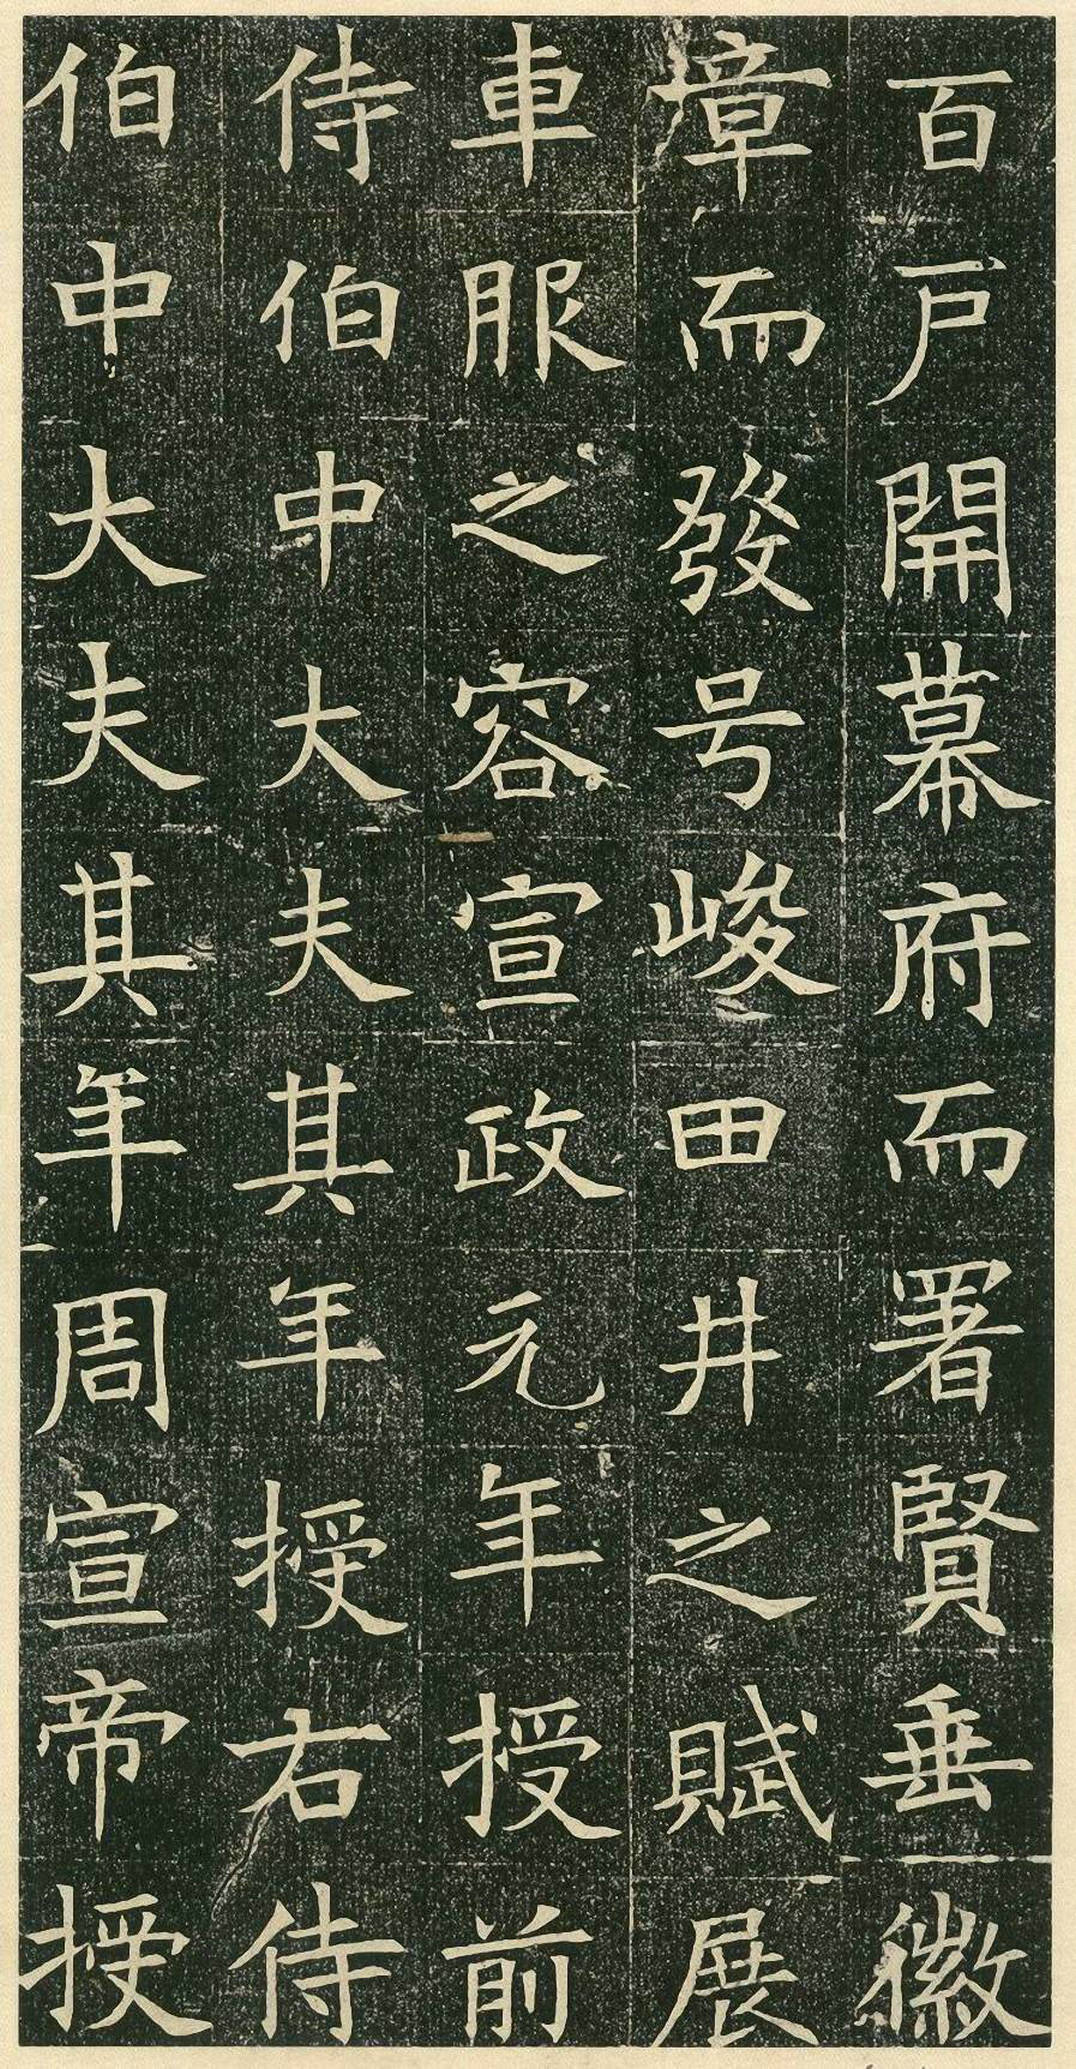 百戶開幕府而署賢垂徽
章而發号峻田井之賦展
車服之容宣政元年授前
侍伯中大夫其年授右侍
伯中大夫其年周宣帝授